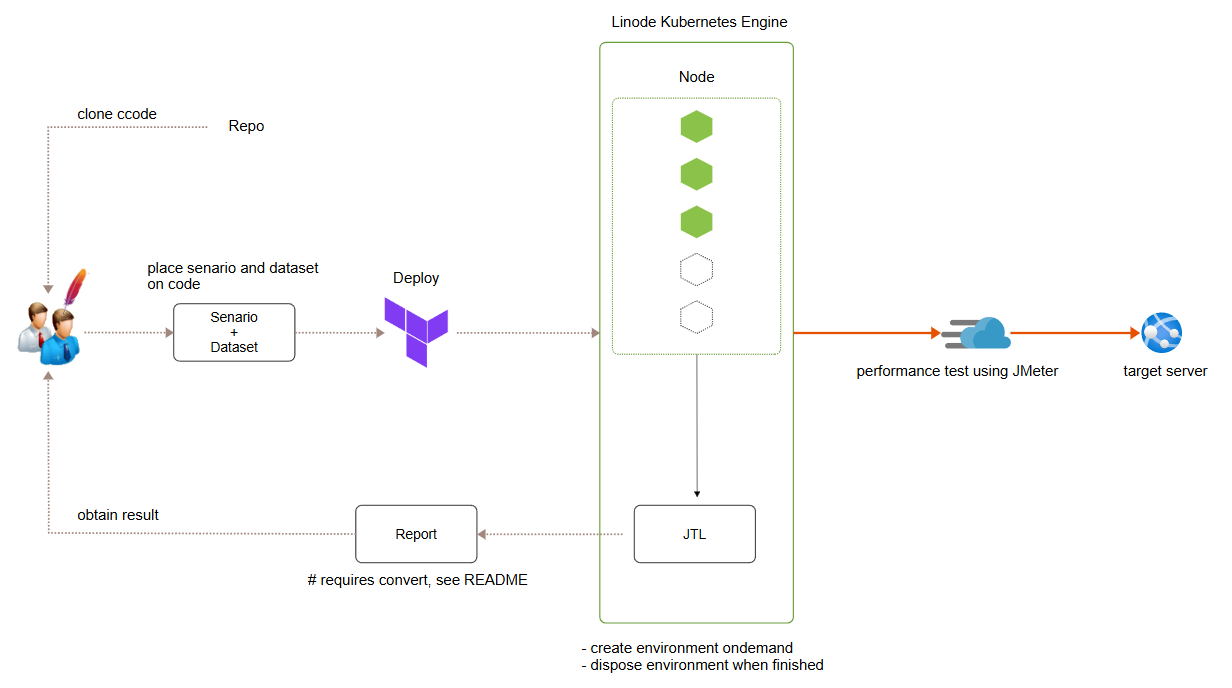 Linode Kubernetes Engine
Node
clone ccode
Repo
place senario and dataset
on code
Senario
+
Dataset
Deploy
performance test using JMeter
target server
obtain result
Report
JTL
# requires convert, see README
- create environment ondemand
- dispose environment when finished